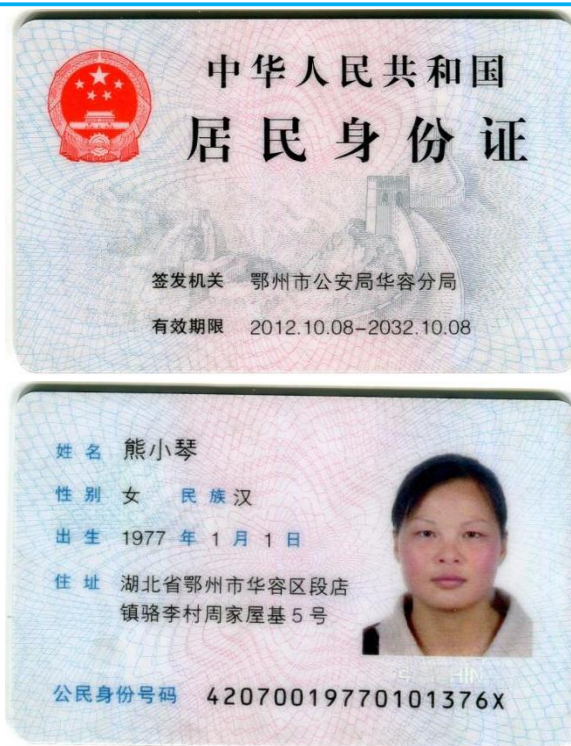 中华人民共和国
居民身份证
签发机关 鄂州市公安局华容分局
有效期限 2012.10.08-2032.10.08
姓名 熊小琴
性别 女 民族 汉
出生 1977 年 1 月 1 日
住址 湖北省鄂州市华容区段店
镇骆李村周家屋基5号
公民身份号码 42070019770101376X